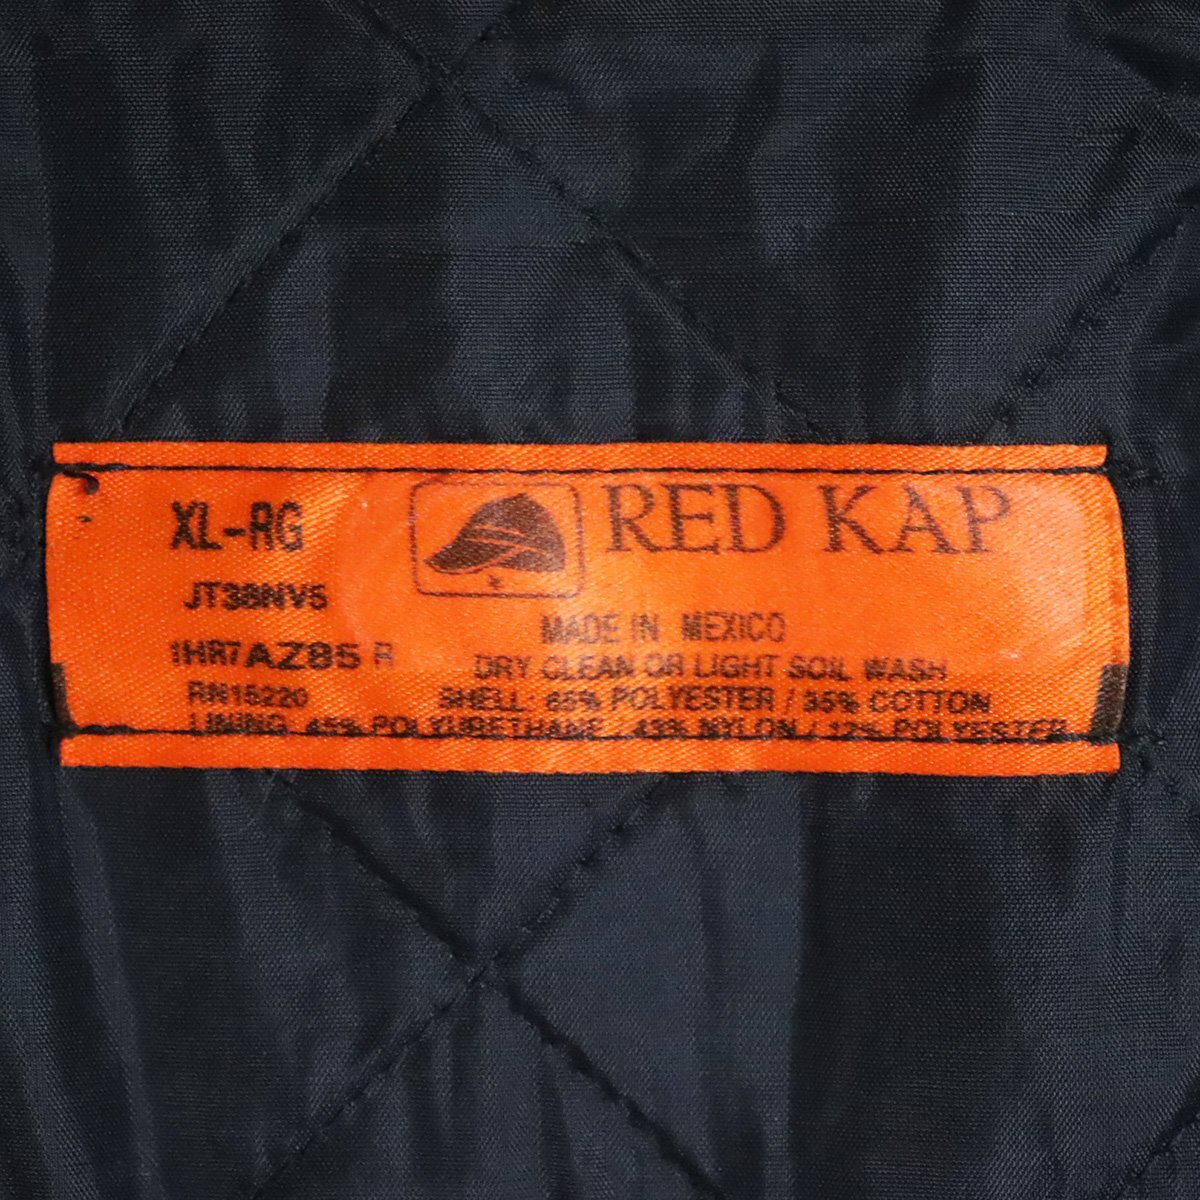 XL-RG
RED KAP
JT38NV5
MADE IN MEXICO
1HR7AZ85 R
DRY CLEAN OR LIGHT SOIL WASH
RN15220
SHELL: 65% POLYESTER / 35% COTTON
LINING: 45% POLYURETHANE / 43% NYLON / 12% POLYESTER